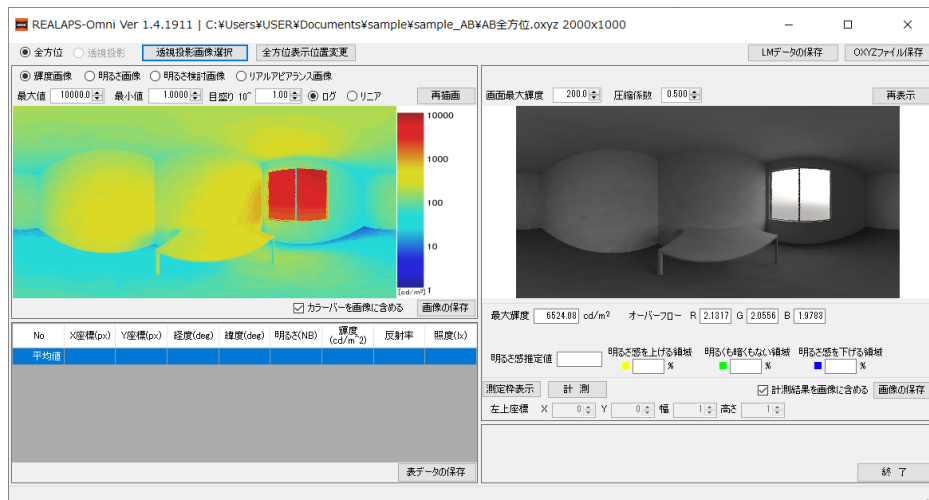 REALAPS-Omni Ver 1.4.1911 | C:¥Users¥USER¥Documents¥sample¥sample_AB¥AB全方位.oxyz 2000x1000
全方位 透視投影 透視投影画像選択 全方位表示位置変更 LMデータの保存 OXYZファイル保存
輝度画像 明るさ画像 明るさ検討画像 リアルアピアランス画像
最大値 10000.0 最小値 1.0000 目盛り 10^ 1.00 ログ リニア 再描画
10000
1000
100
10
[cd/m²] 1
カラーバーを画像に含める 画像の保存
No X座標(px) Y座標(px) 経度(deg) 緯度(deg) 明るさ(NB) 輝度(cd/m^2) 反射率 照度(lx)
平均値
表データの保存
画面最大輝度 200.0 圧縮係数 0.500 再表示
最大輝度 6524.08 cd/m² オーバーフロー R 2.1317 G 2.0556 B 1.9783
明るさ感推定値 明るさ感を上げる領域 明るくも暗くもない領域 明るさ感を下げる領域
% % %
測定枠表示 計 測 計測結果を画像に含める 画像の保存
左上座標 X 0 Y 0 幅 1 高さ 1
終 了